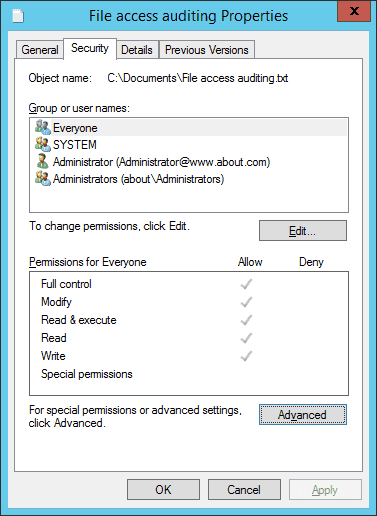 File access auditing Properties
General Security Details Previous Versions
Object name: C:\Documents\File access auditing.txt
Group or user names:
Everyone
SYSTEM
Administrator (Administrator@www.about.com)
Administrators (about\Administrators)
To change permissions, click Edit.
Edit...
Permissions for Everyone Allow Deny
Full control
Modify
Read & execute
Read
Write
Special permissions
For special permissions or advanced settings,
click Advanced.
Advanced
OK Cancel Apply